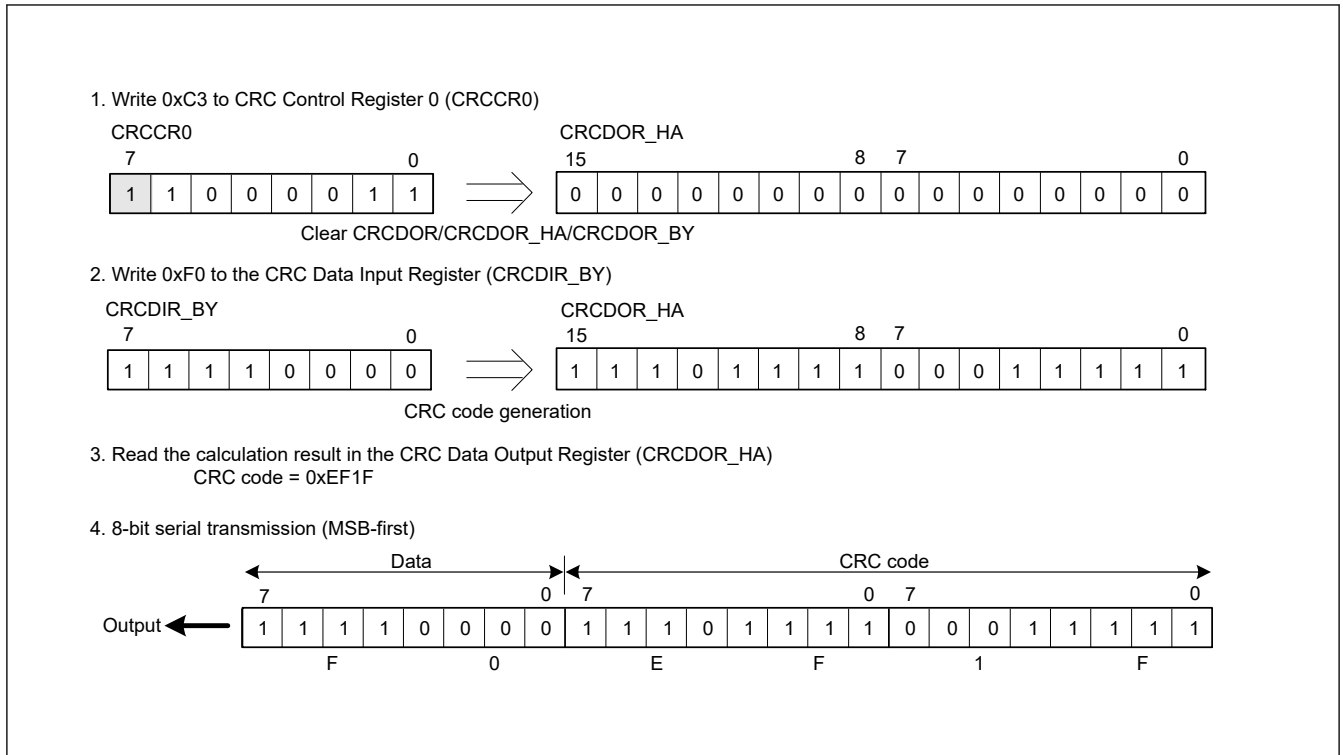 1. Write 0xC3 to CRC Control Register 0 (CRCCR0)
CRCCR0 CRCDOR_HA
7 0 15 8 7 0
1 1 0 0 0 0 1 1 0 0 0 0 0 0 0 0 0 0 0 0 0 0 0 0
Clear CRCDOR/CRCDOR_HA/CRCDOR_BY
2. Write 0xF0 to the CRC Data Input Register (CRCDIR_BY)
CRCDIR_BY CRCDOR_HA
7 0 15 8 7 0
1 1 1 1 0 0 0 0 1 1 1 0 1 1 1 1 0 0 0 1 1 1 1 1
CRC code generation
3. Read the calculation result in the CRC Data Output Register (CRCDOR_HA)
CRC code = 0xEF1F
4. 8-bit serial transmission (MSB-first)
Data CRC code
7 0 7 0 7 0
Output 1 1 1 1 0 0 0 0 1 1 1 0 1 1 1 1 0 0 0 1 1 1 1 1
F 0 E F 1 F